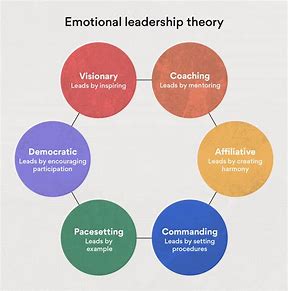 Emotional leadership theory
Visionary
Leads by inspiring
Coaching
Leads by mentoring
Democratic
Leads by encouraging
participation
Affiliative
Leads by creating
harmony
Pacesetting
Leads by
example
Commanding
Leads by setting
procedures